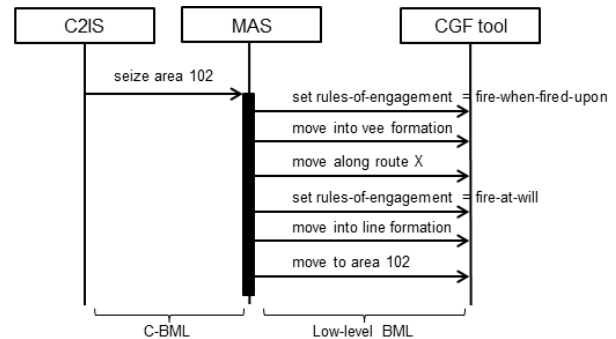 C2IS
MAS
CGF tool
seize area 102
set rules-of-engagement = fire-when-fired-upon
move into vee formation
move along route X
set rules-of-engagement = fire-at-will
move into line formation
move to area 102
C-BML
Low-level BML